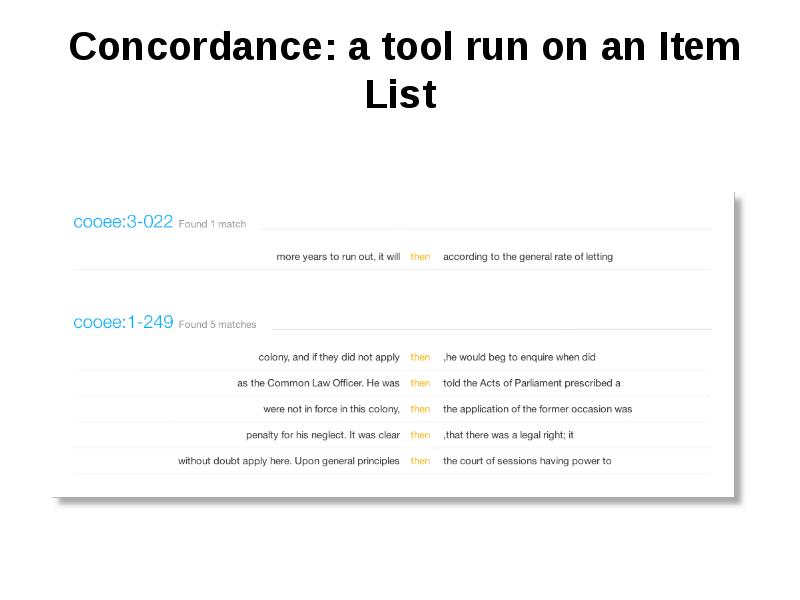 Concordance: a tool run on an Item
List
cooee:3-022 Found 1 match
more years to run out, it will then according to the general rate of letting
cooee:1-249 Found 5 matches
colony, and if they did not apply then ,he would beg to enquire when did
as the Common Law Officer. He was then told the Acts of Parliament prescribed a
were not in force in this colony, then the application of the former occasion was
penalty for his neglect. It was clear then ,that there was a legal right; it
without doubt apply here. Upon general principles then the court of sessions having power to